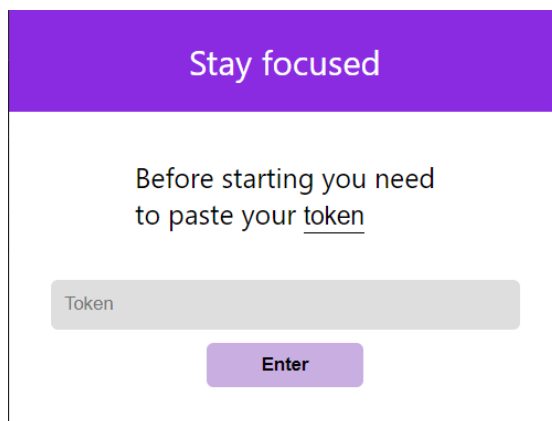 Stay focused
Before starting you need
to paste your token
Token
Enter